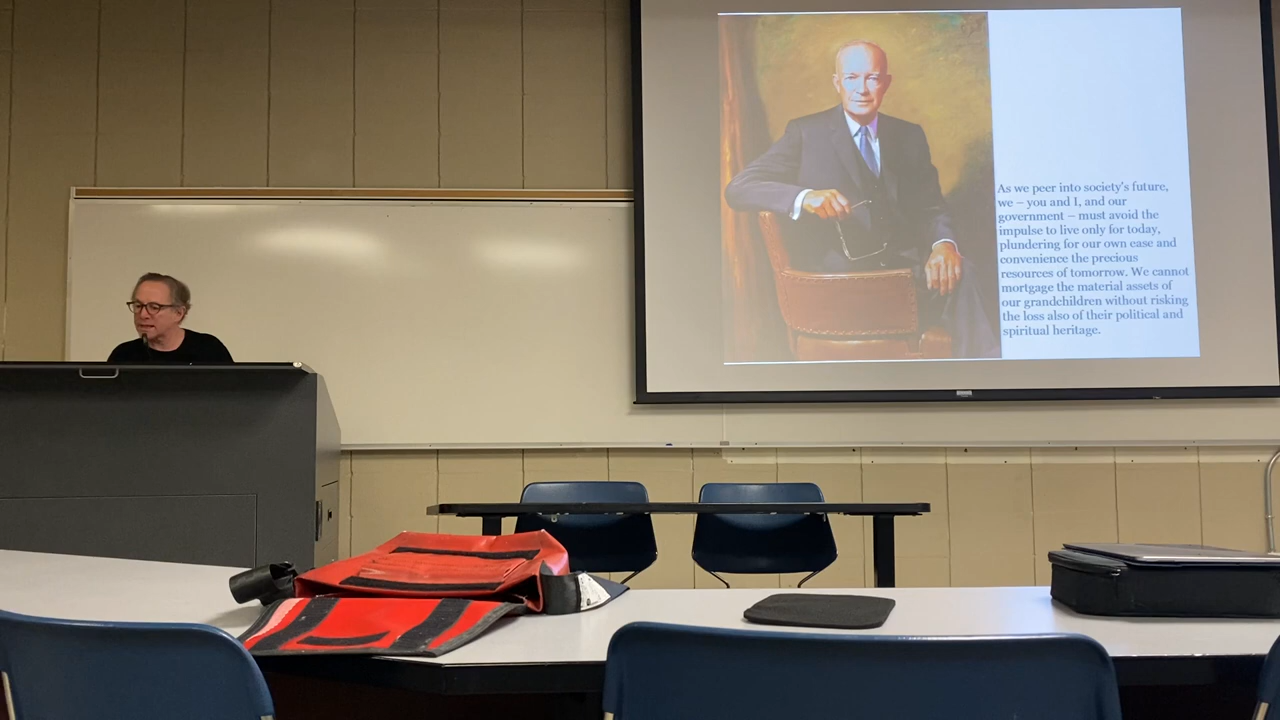 As we peer into society's future,
we – you and I, and our
government – must avoid the
impulse to live only for today,
plundering for our own ease and
convenience the precious
resources of tomorrow. We cannot
mortgage the material assets of
our grandchildren without risking
the loss also of their political and
spiritual heritage.